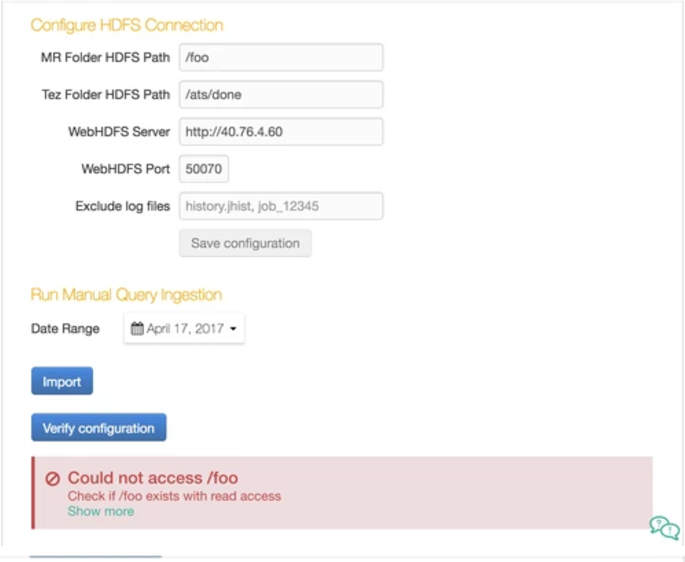 Configure HDFS Connection
MR Folder HDFS Path /foo
Tez Folder HDFS Path /ats/done
WebHDFS Server http://40.76.4.60
WebHDFS Port 50070
Exclude log files history.jhist, job_12345
Save configuration
Run Manual Query Ingestion
Date Range April 17, 2017
Import
Verify configuration
Could not access /foo
Check if /foo exists with read access
Show more